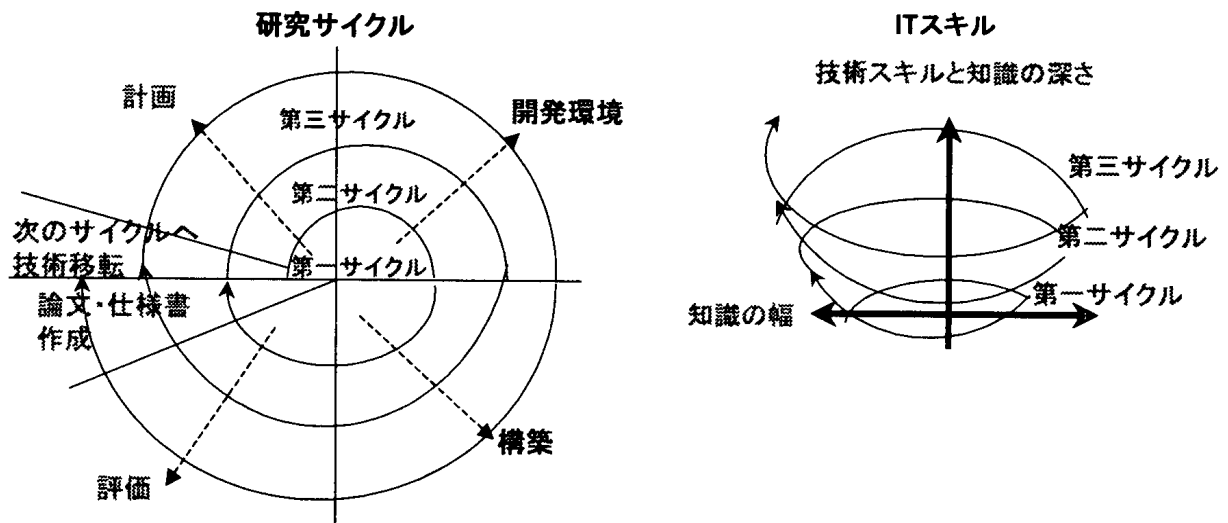 研究サイクル
計画
開発環境
第三サイクル
第二サイクル
次のサイクルへ
技術移転
第一サイクル
論文・仕様書
作成
構築
評価
ITスキル
技術スキルと知識の深さ
第三サイクル
第二サイクル
第一サイクル
知識の幅